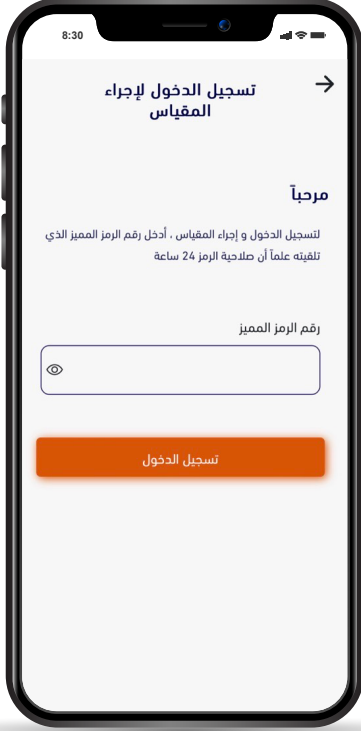 8:30
تسجيل الدخول لإجراء
المقياس
مرحباً
لتسجيل الدخول و إجراء المقياس ، أدخل رقم الرمز المميز الذي
تلقيته علماً أن صلاحية الرمز 24 ساعة
رقم الرمز المميز
تسجيل الدخول